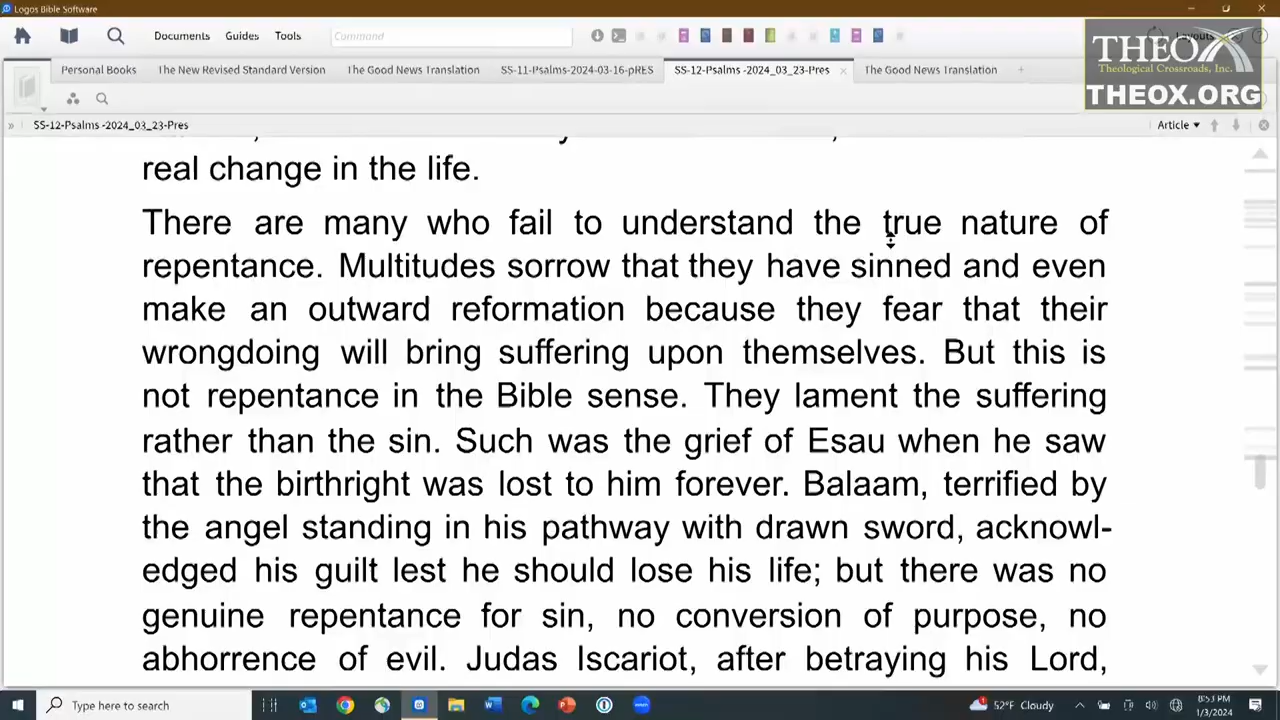 Logos Bible Software
Documents Guides Tools Command Layouts
THEOX
Theological Crossroads, Inc.
THEOX.ORG
Personal Books The New Revised Standard Version The Good News SS-11-Psalms-2024-03-16-pRES SS-12-Psalms -2024_03_23-Pres The Good News Translation
SS-12-Psalms -2024_03_23-Pres Article
real change in the life.
There are many who fail to understand the true nature of
repentance. Multitudes sorrow that they have sinned and even
make an outward reformation because they fear that their
wrongdoing will bring suffering upon themselves. But this is
not repentance in the Bible sense. They lament the suffering
rather than the sin. Such was the grief of Esau when he saw
that the birthright was lost to him forever. Balaam, terrified by
the angel standing in his pathway with drawn sword, acknowl-
edged his guilt lest he should lose his life; but there was no
genuine repentance for sin, no conversion of purpose, no
abhorrence of evil. Judas Iscariot, after betraying his Lord,
Type here to search
52°F Cloudy
8:53 PM
1/3/2024